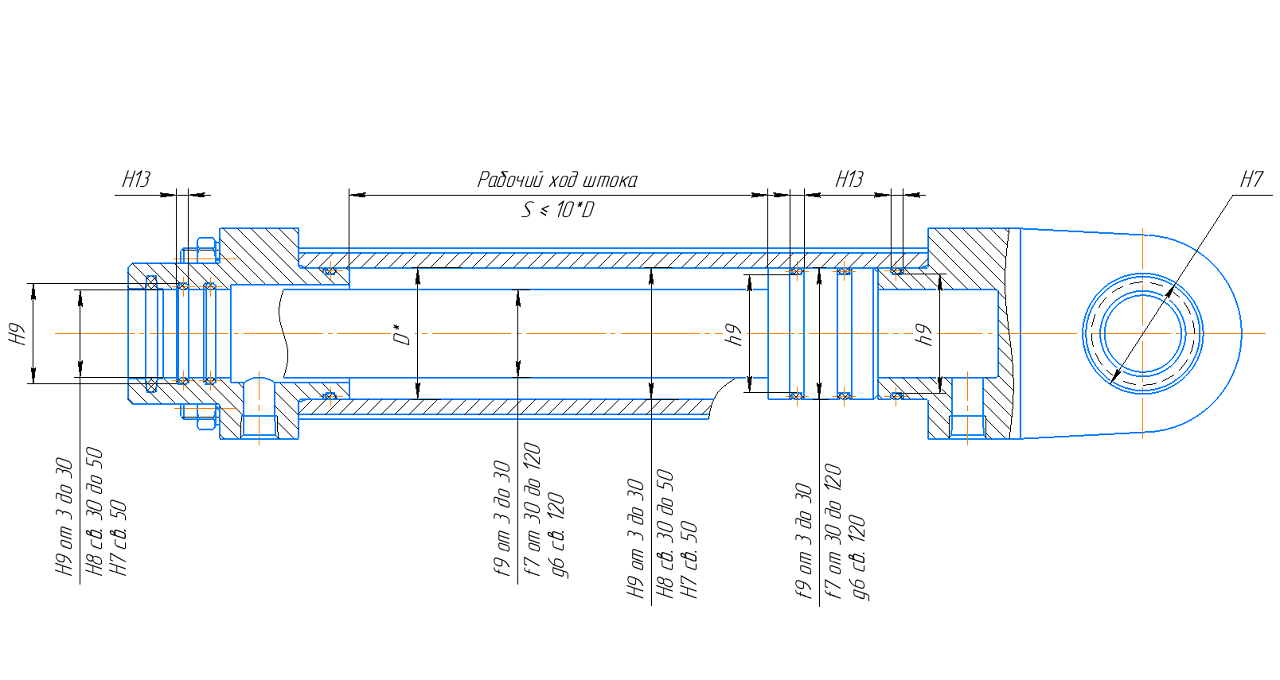 H13
Рабочий ход штока
S ≤ 10*D
H13
H7
H9
D*
h9
h9
H9 от 3 до 30
H8 св. 30 до 50
H7 св. 50
f9 от 3 до 30
f7 от 30 до 120
g6 св. 120
H9 от 3 до 30
H8 св. 30 до 50
H7 св. 50
f9 от 3 до 30
f7 от 30 до 120
g6 св. 120